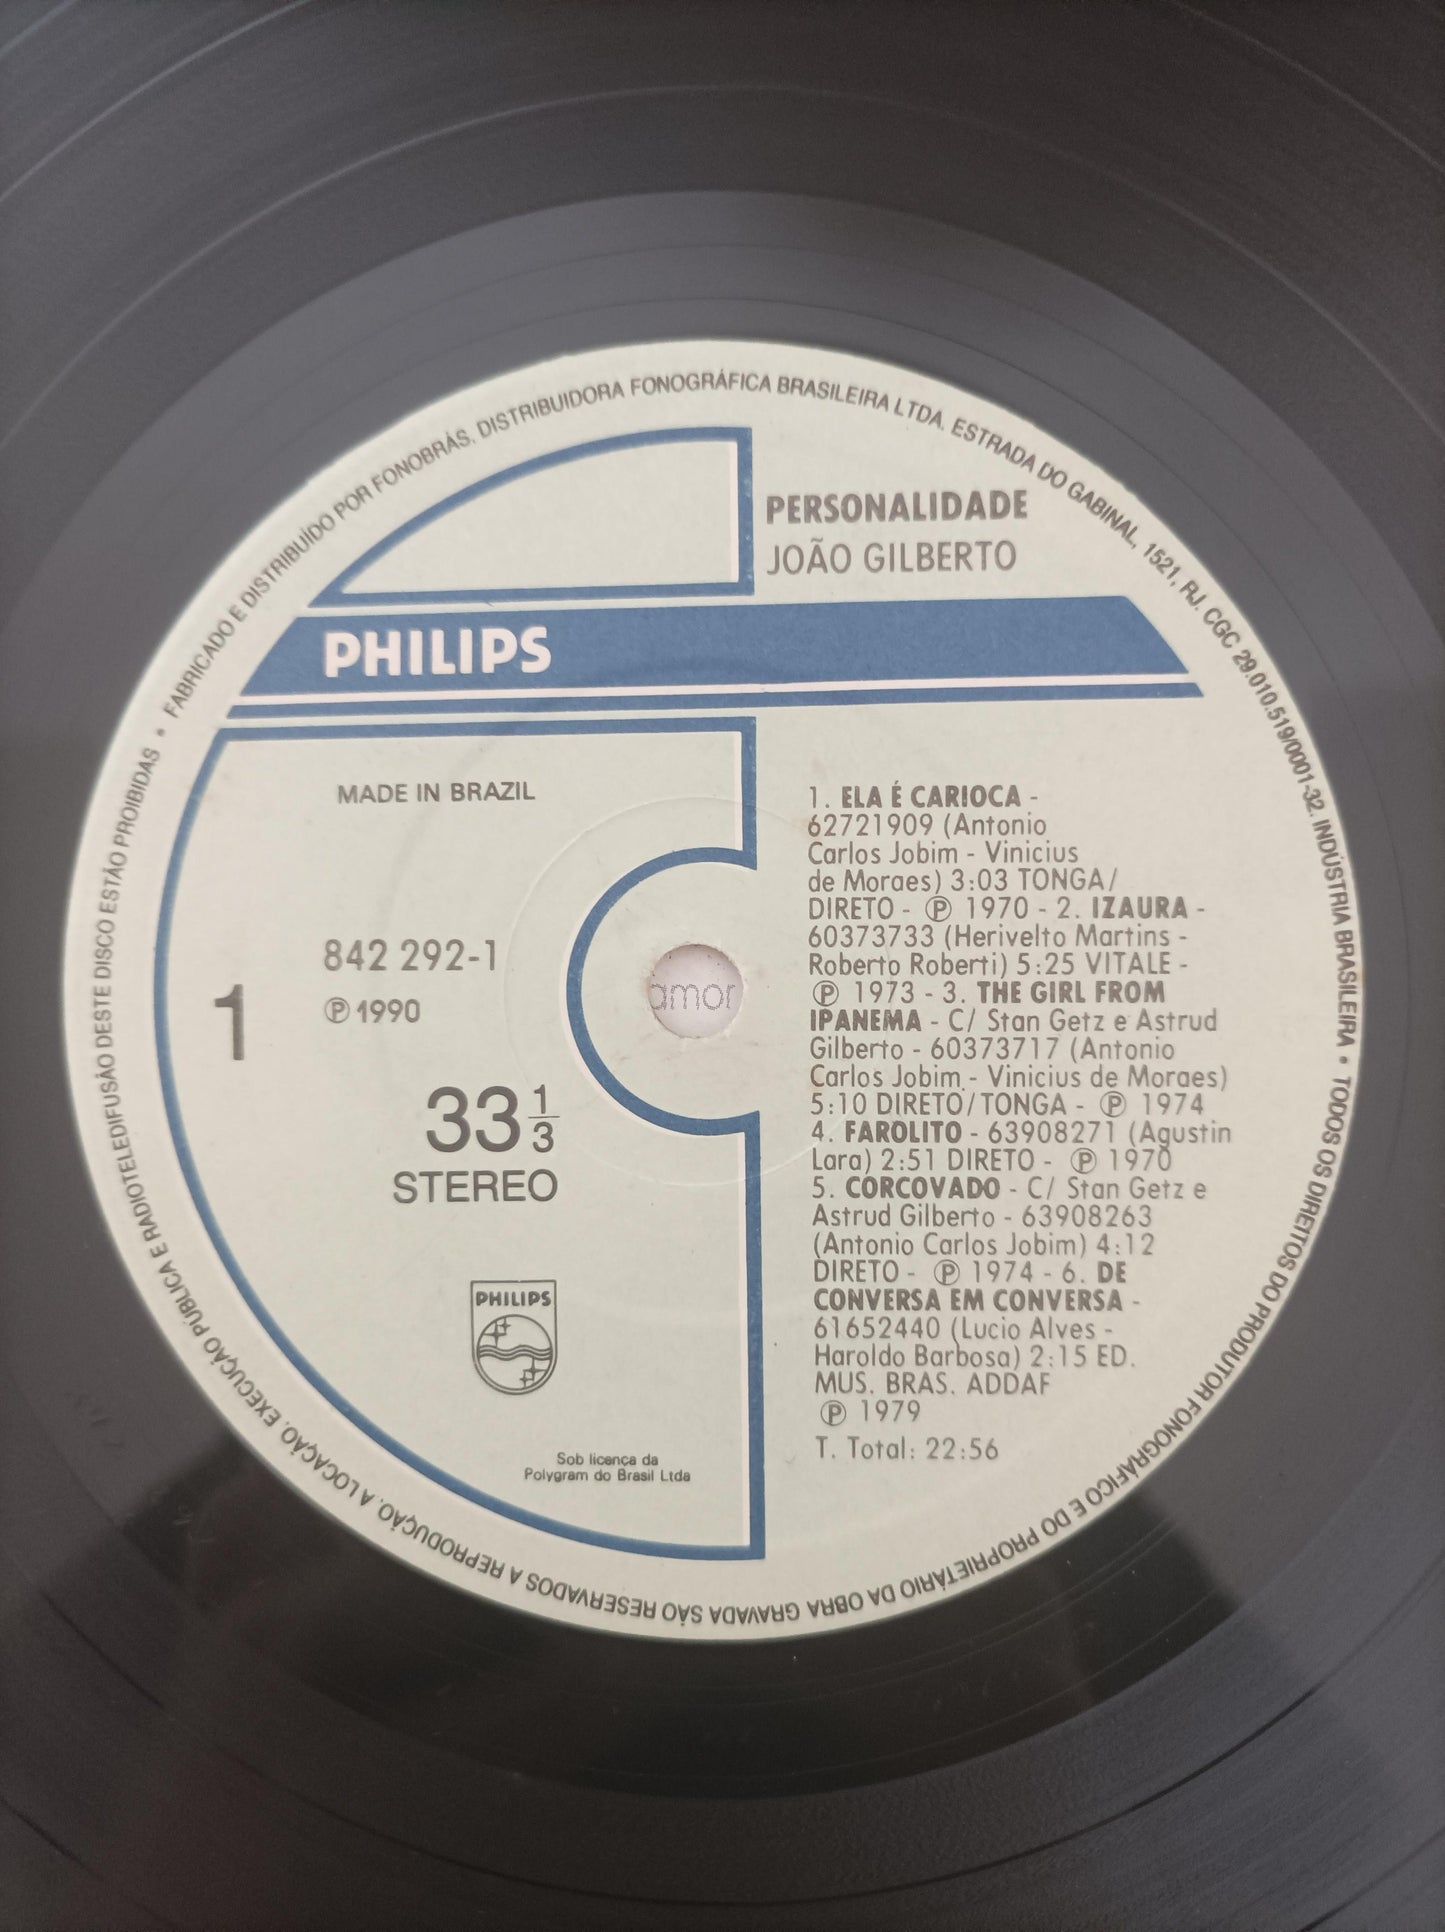 FABRICADO E DISTRIBUÍDO POR FONOBRÁS, DISTRIBUIDORA FONOGRÁFICA BRASILEIRA LTDA. ESTRADA DO GABINAL, 1521, RJ. CGC 29.010.519/0001-32. INDÚSTRIA BRASILEIRA • TODOS OS DIREITOS DO PRODUTOR FONOGRÁFICO E DO PROPRIETÁRIO DA OBRA GRAVADA SÃO RESERVADOS A REPRODUÇÃO. A LOCAÇÃO. EXECUÇÃO PÚBLICA E RADIOTELEDIFUSÃO DESTE DISCO ESTÃO PROIBIDAS •
PERSONALIDADE
JOÃO GILBERTO
PHILIPS
MADE IN BRAZIL
842 292-1
℗ 1990
1
33 1/3
STEREO
PHILIPS
Sob licença da
Polygram do Brasil Ltda
amor
1. ELA É CARIOCA -
62721909 (Antonio
Carlos Jobim - Vinicius
de Moraes) 3:03 TONGA/
DIRETO - ℗ 1970 - 2. IZAURA -
60373733 (Herivelto Martins -
Roberto Roberti) 5:25 VITALE -
℗ 1973 - 3. THE GIRL FROM
IPANEMA - C/ Stan Getz e Astrud
Gilberto - 60373717 (Antonio
Carlos Jobim - Vinicius de Moraes)
5:10 DIRETO/TONGA - ℗ 1974
4. FAROLITO - 63908271 (Agustin
Lara) 2:51 DIRETO - ℗ 1970
5. CORCOVADO - C/ Stan Getz e
Astrud Gilberto - 63908263
(Antonio Carlos Jobim) 4:12
DIRETO - ℗ 1974 - 6. DE
CONVERSA EM CONVERSA -
61652440 (Lucio Alves -
Haroldo Barbosa) 2:15 ED.
MUS. BRAS. ADDAF
℗ 1979
T. Total: 22:56